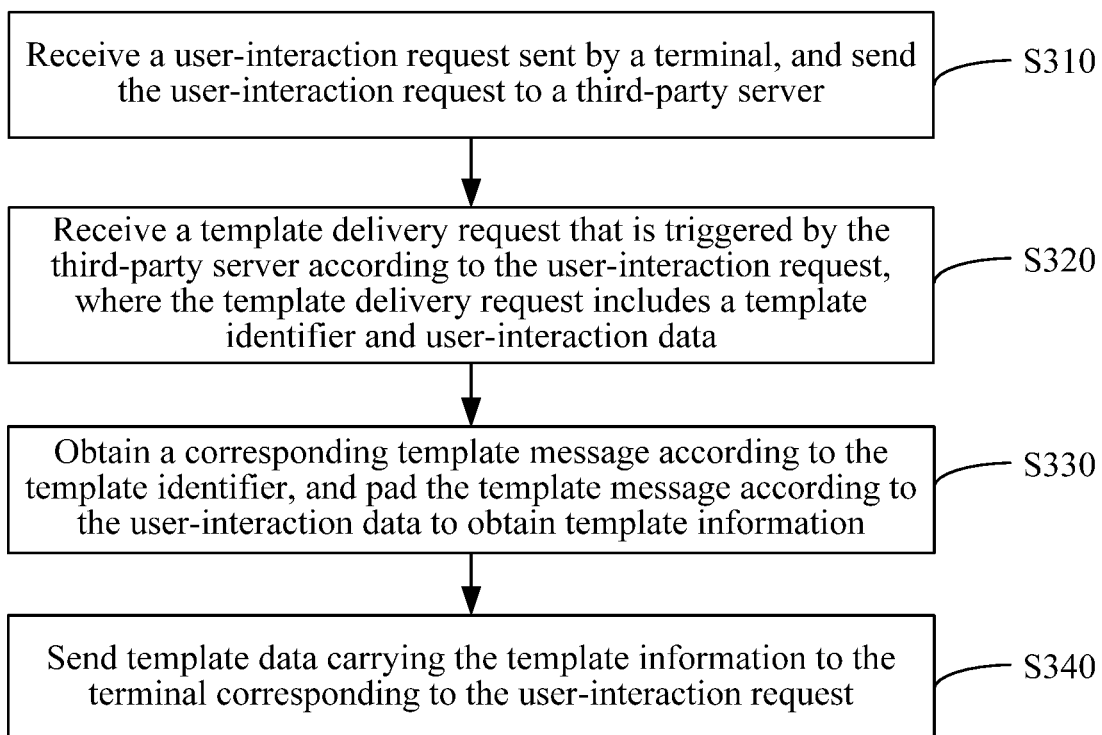 Receive a user-interaction request sent by a terminal, and send
the user-interaction request to a third-party server
S310
Receive a template delivery request that is triggered by the
third-party server according to the user-interaction request,
where the template delivery request includes a template
identifier and user-interaction data
S320
Obtain a corresponding template message according to the
template identifier, and pad the template message according to
the user-interaction data to obtain template information
S330
Send template data carrying the template information to the
terminal corresponding to the user-interaction request
S340